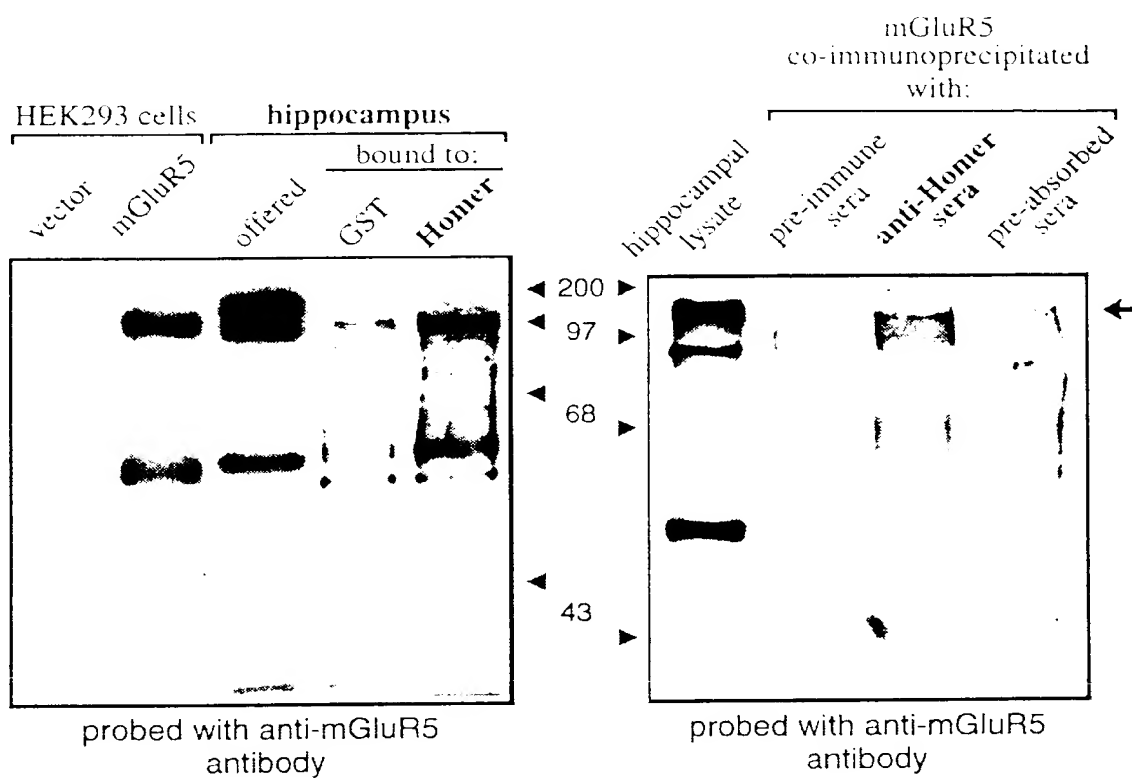 HEK293 cells
hippocampus
bound to:
vector
mGluR5
offered
GST
Homer
mGluR5
co-immunoprecipitated
with:
hippocampal
lysate
pre-immune
sera
anti-Homer
sera
pre-absorbed
sera
200
97
68
43
probed with anti-mGluR5
antibody
probed with anti-mGluR5
antibody